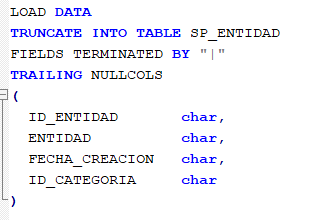 LOAD DATA
TRUNCATE INTO TABLE SP_ENTIDAD
FIELDS TERMINATED BY "|"
TRAILING NULLCOLS
(
ID_ENTIDAD char,
ENTIDAD char,
FECHA_CREACION char,
ID_CATEGORIA char
)